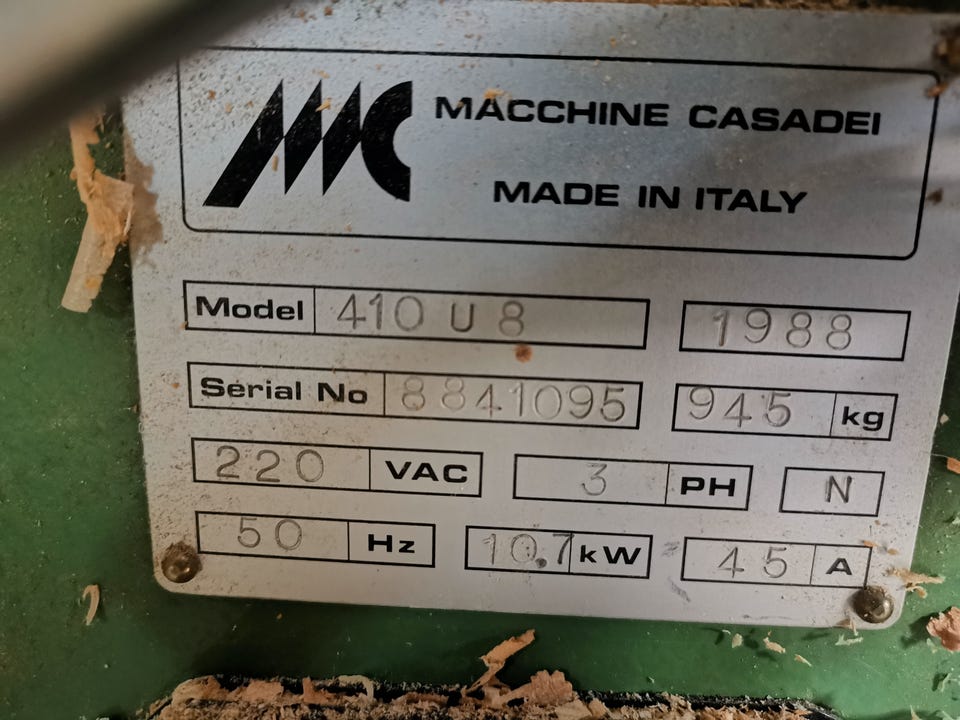 MC MACCHINE CASADEI
MADE IN ITALY
Model 410 U 8 1988
Serial No 8841095 945 kg
220 VAC 3 PH N
50 Hz 10.7 kW 45 A